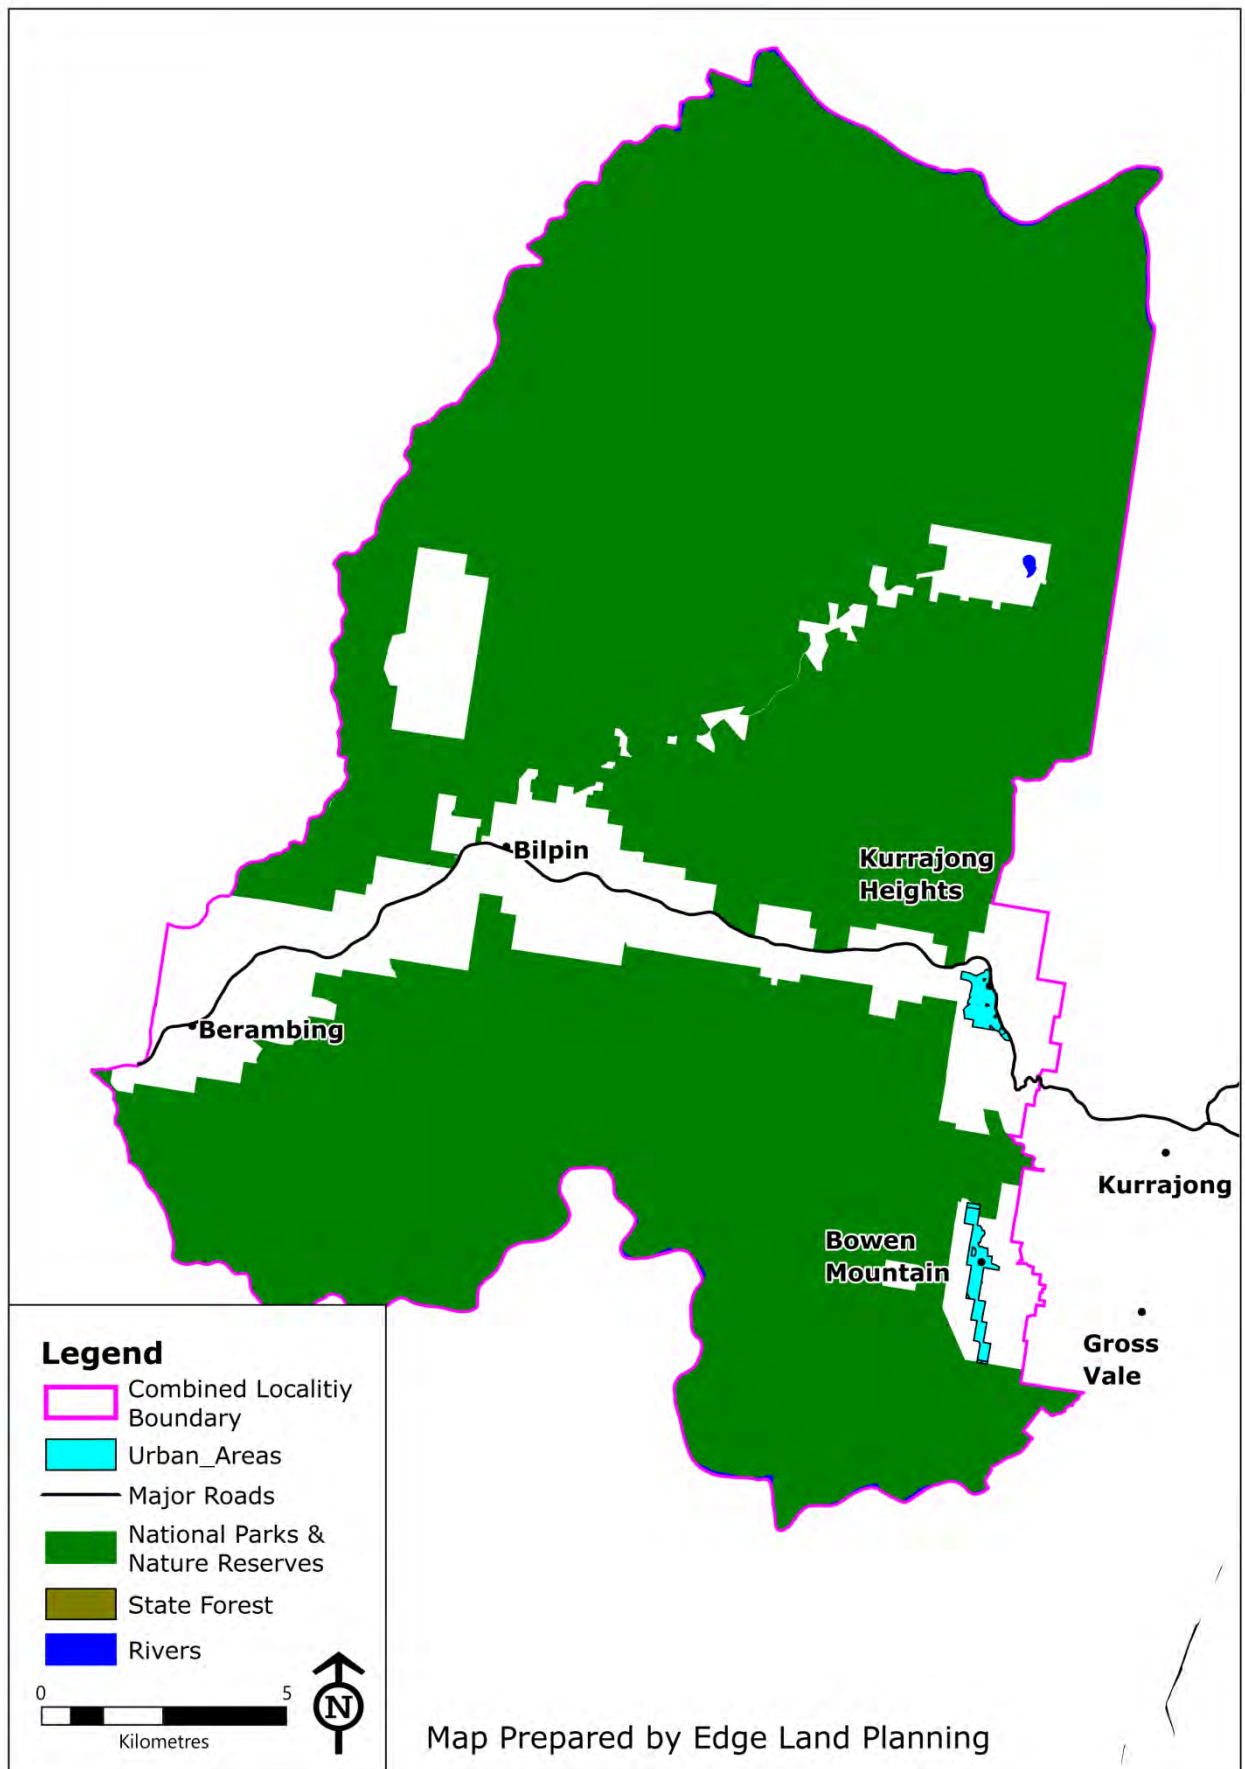 Bilpin
Kurrajong
Heights
Berambing
Kurrajong
Bowen
Mountain
Gross
Vale
Legend
Combined Localitiy
Boundary
Urban_Areas
Major Roads
National Parks &
Nature Reserves
State Forest
Rivers
0 5
Kilometres
N
Map Prepared by Edge Land Planning